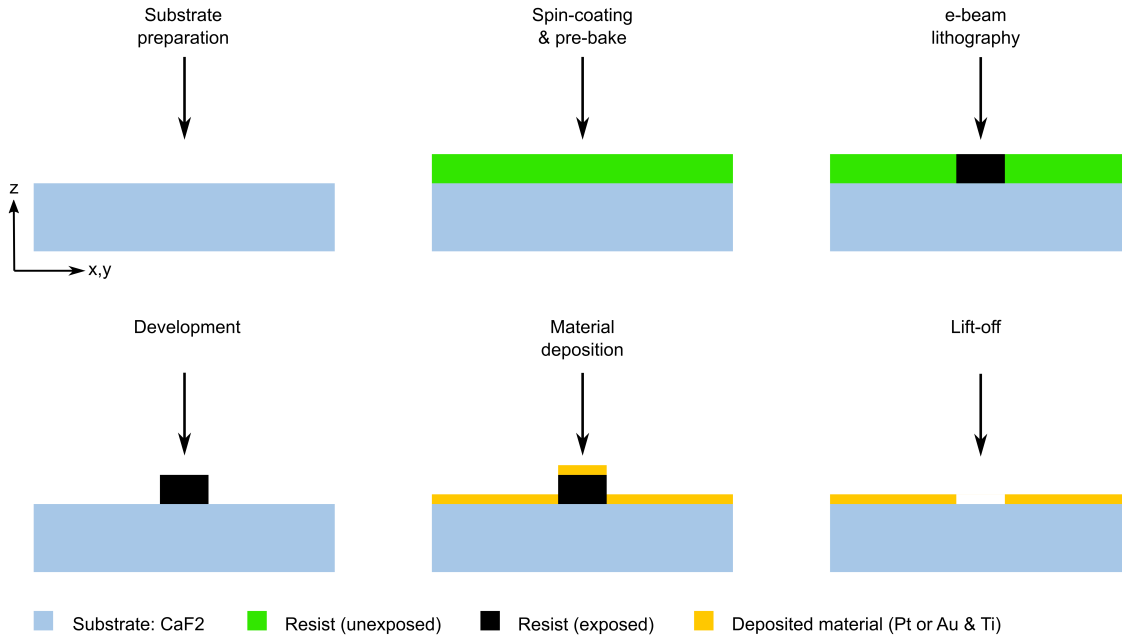 Substrate
preparation
Spin-coating
& pre-bake
e-beam
lithography
z
x,y
Development
Material
deposition
Lift-off
Substrate: CaF2
Resist (unexposed)
Resist (exposed)
Deposited material (Pt or Au & Ti)